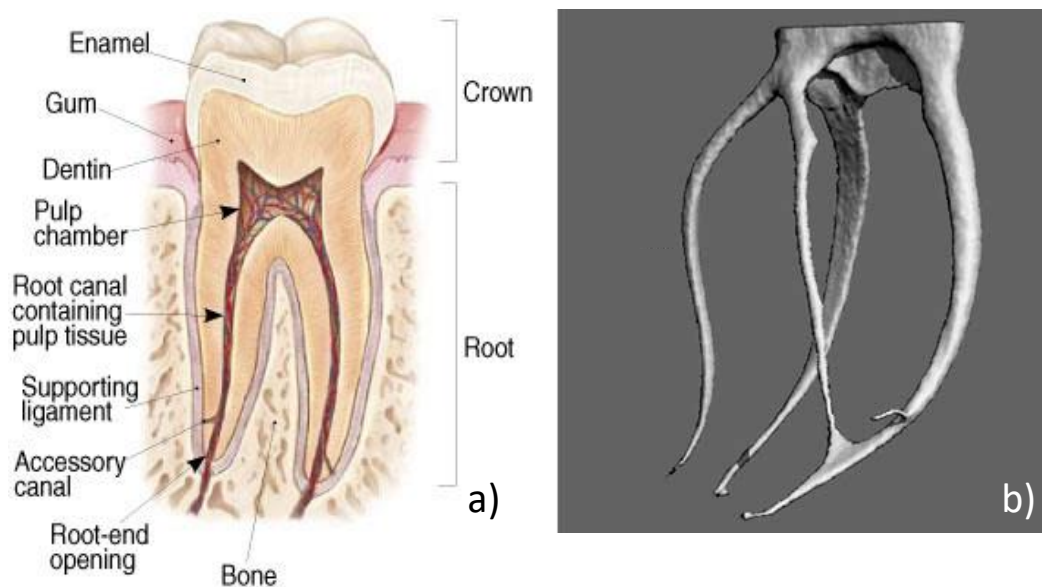 Enamel
Gum
Dentin
Pulp
chamber
Root canal
containing
pulp tissue
Supporting
ligament
Accessory
canal
Root-end
opening
Bone
Crown
Root
a)
b)